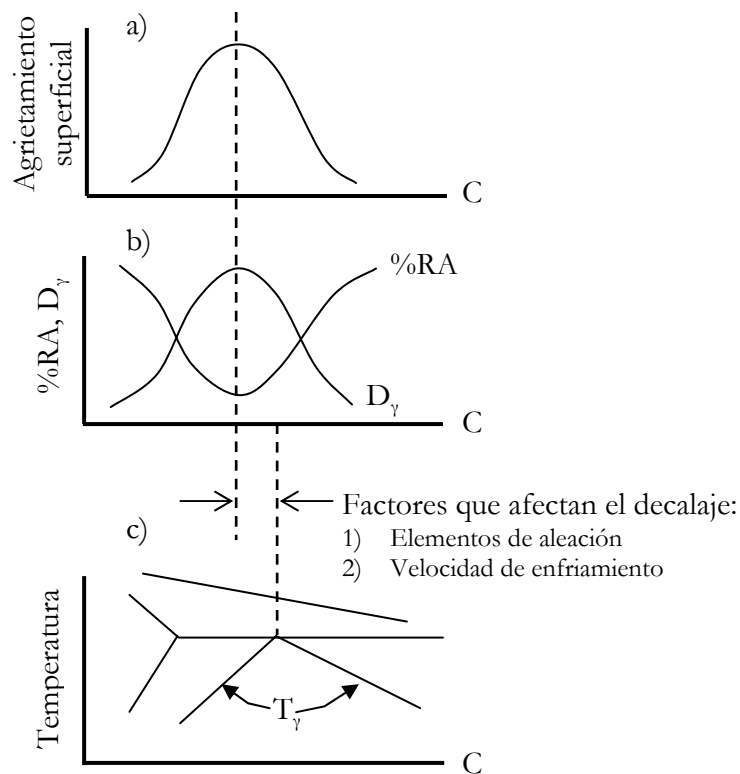 a)
Agrietamiento
superficial
C
b)
%RA
%RA, Dγ
Dγ
C
Factores que afectan el decalaje:
1) Elementos de aleación
2) Velocidad de enfriamiento
c)
Temperatura
Tγ
C